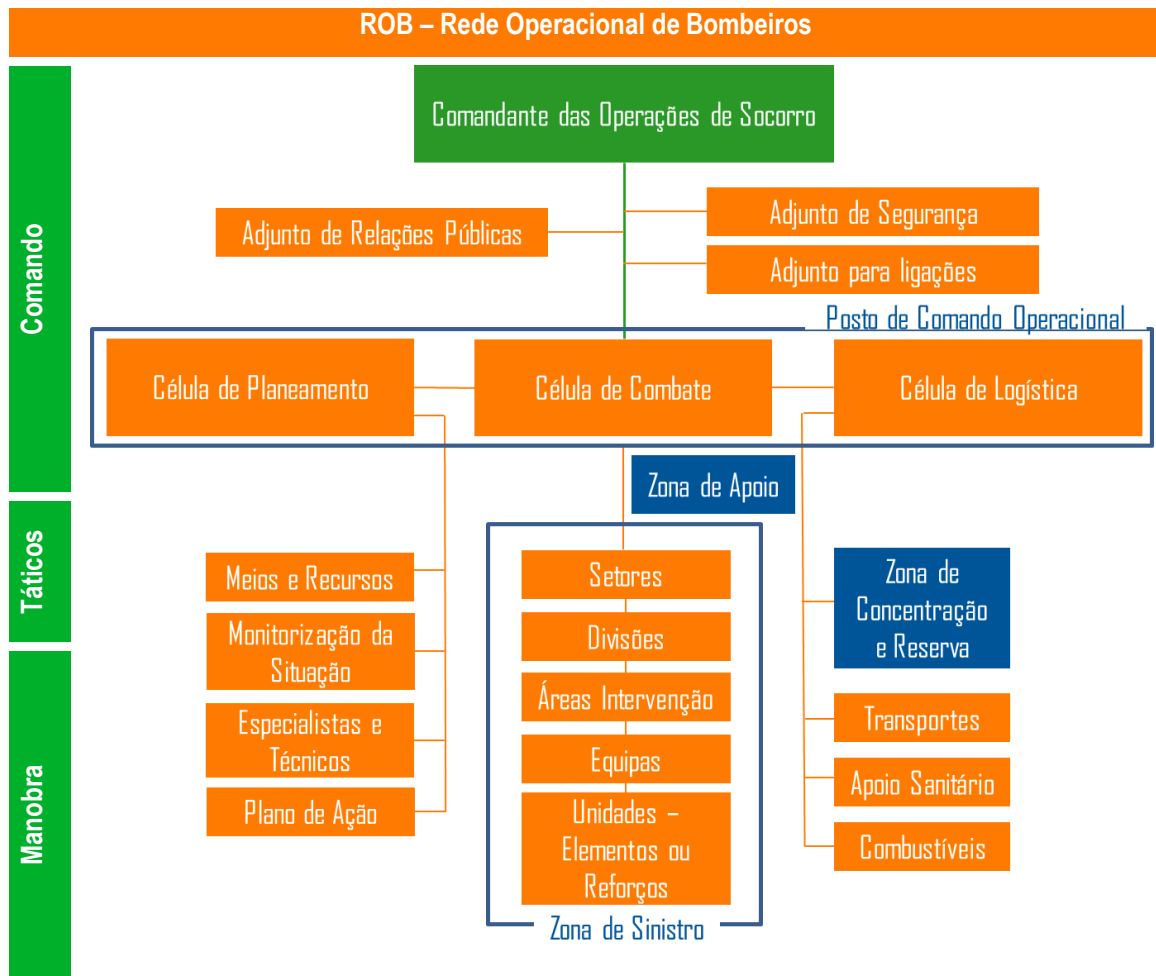 ROB – Rede Operacional de Bombeiros
Comando
Comandante das Operações de Socorro
Adjunto de Relações Públicas
Adjunto de Segurança
Adjunto para ligações
Posto de Comando Operacional
Célula de Planeamento
Célula de Combate
Célula de Logística
Zona de Apoio
Táticos
Manobra
Meios e Recursos
Monitorização da
Situação
Especialistas e
Técnicos
Plano de Ação
Setores
Divisões
Áreas Intervenção
Equipas
Unidades –
Elementos ou
Reforços
Zona de Sinistro
Zona de
Concentração
e Reserva
Transportes
Apoio Sanitário
Combustíveis